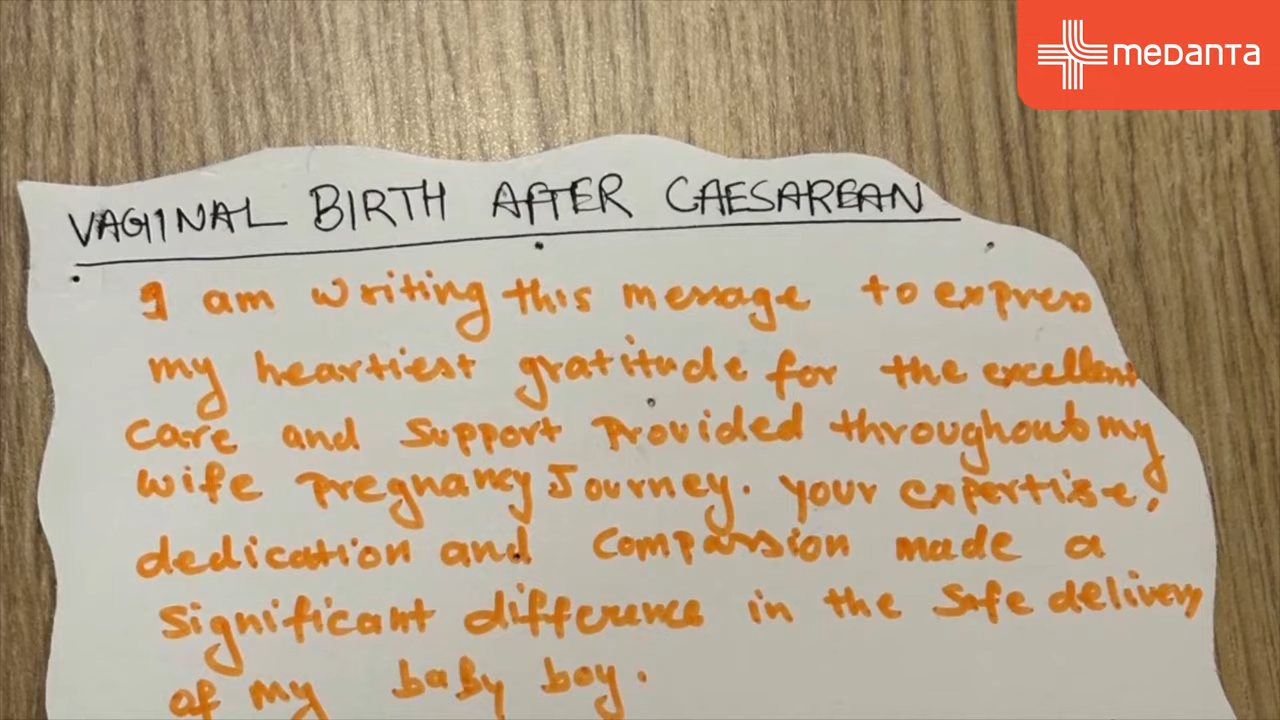 medanta
VAGINAL BIRTH AFTER CAESAREAN
I am writing this message to express
my heartiest gratitude for the excellent
care and support Provided throughout my
wife pregnancy Journey. your expertise,
dedication and compassion made a
significant difference in the safe delivery
of my baby boy.